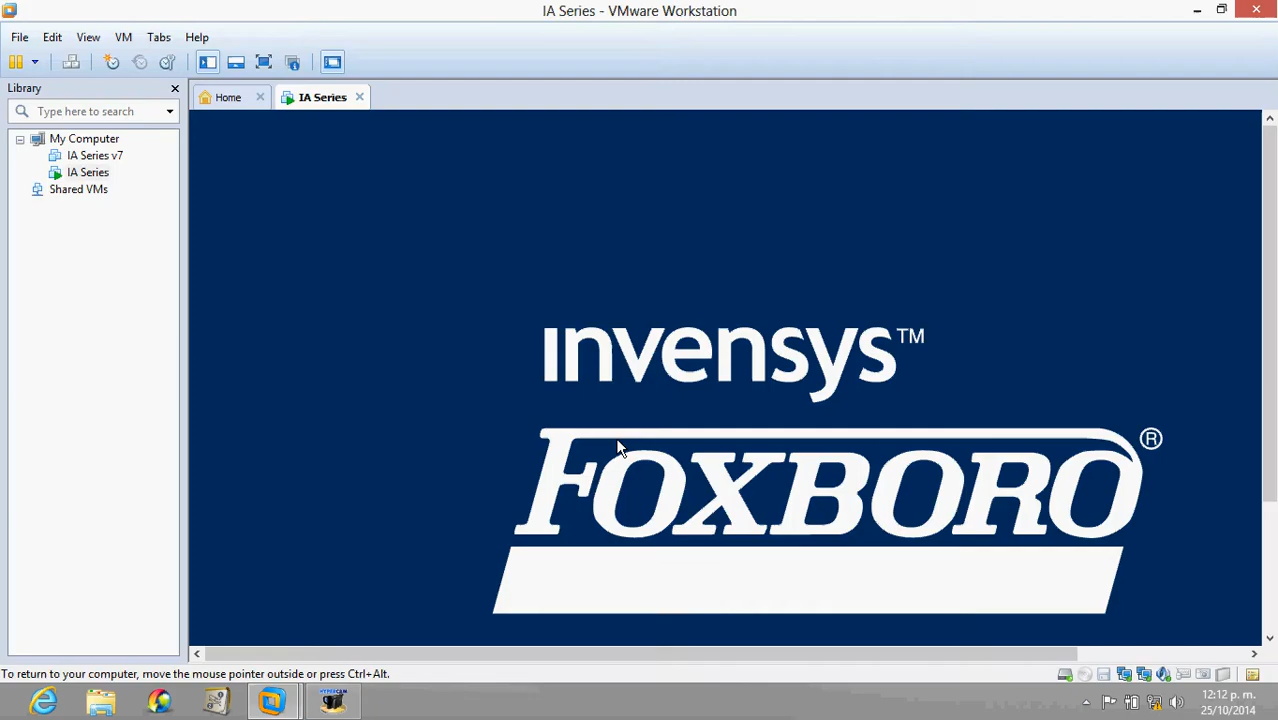 IA Series - VMware Workstation
File Edit View VM Tabs Help
Library
Type here to search
My Computer
IA Series v7
IA Series
Shared VMs
Home
IA Series
invensys™
FOXBORO®
To return to your computer, move the mouse pointer outside or press Ctrl+Alt.
HYPERCAM
12:12 p. m.
25/10/2014